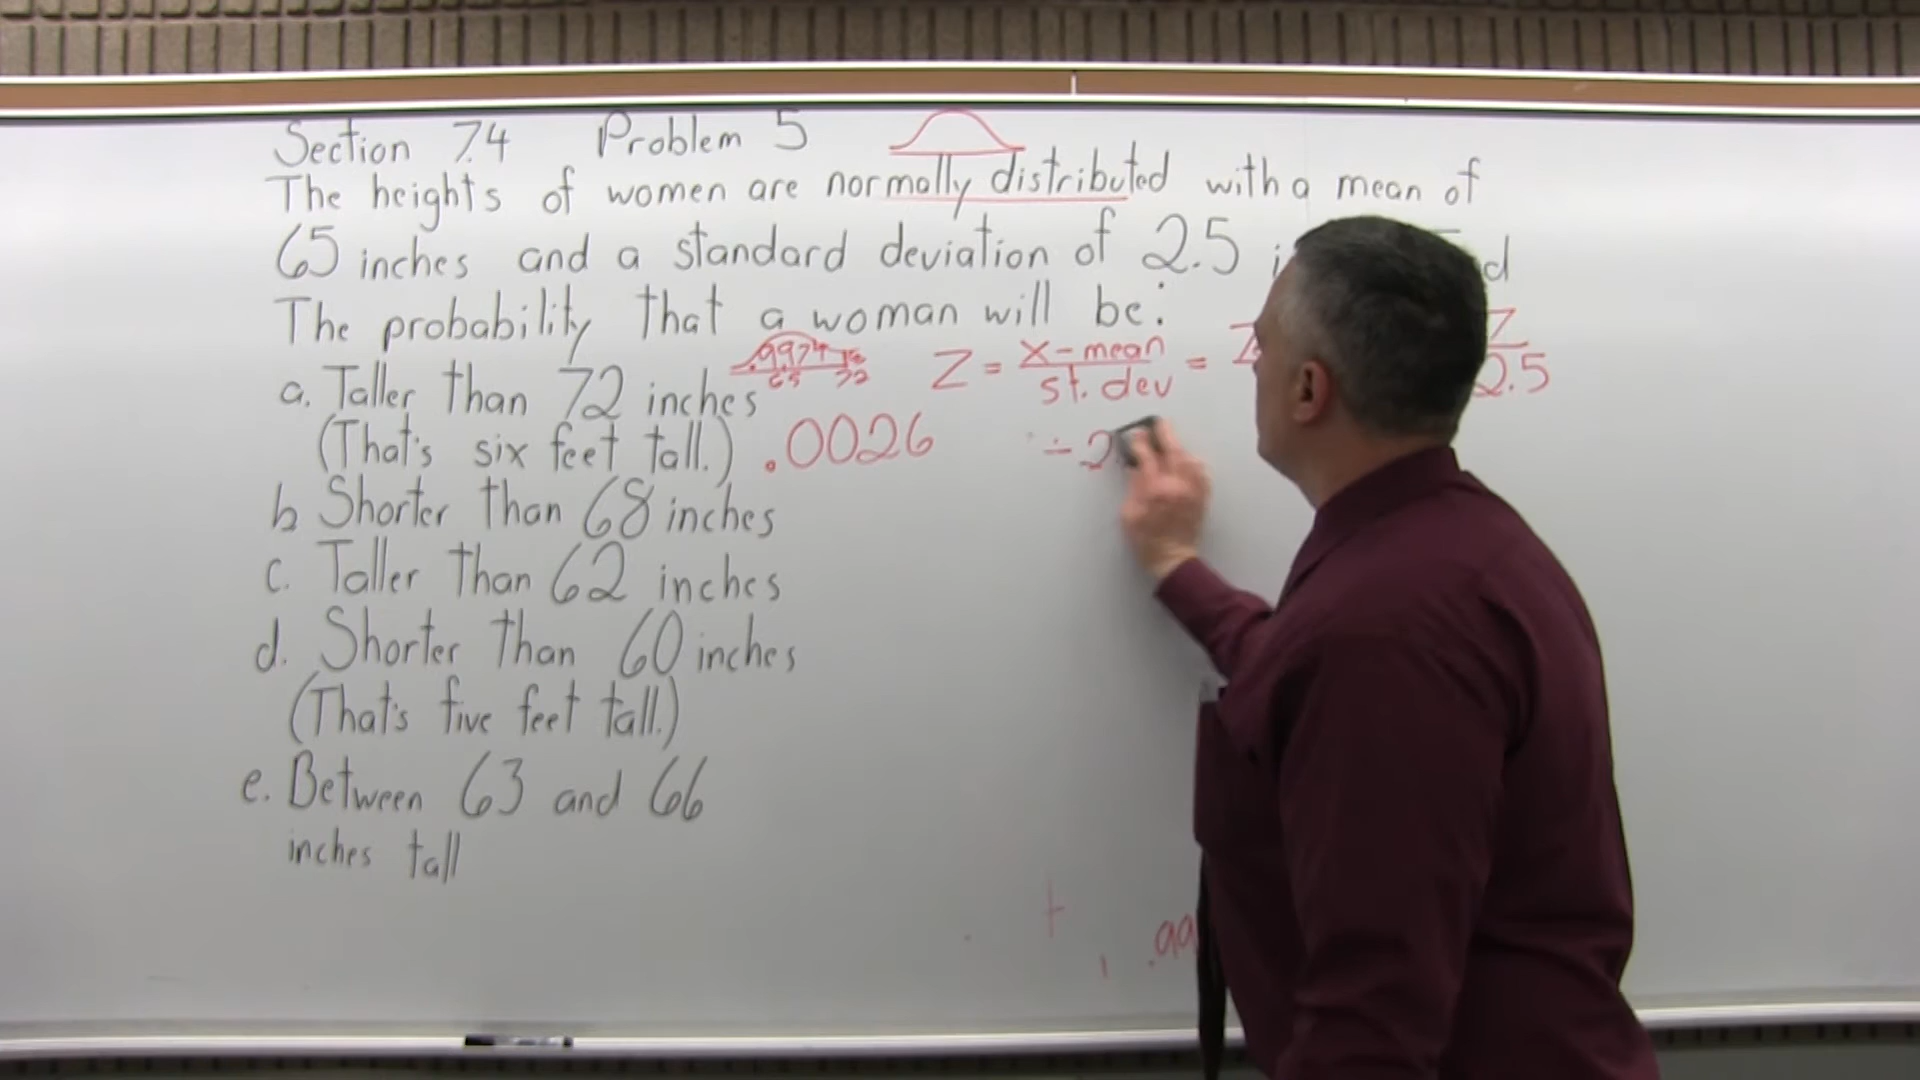 Section 7.4 Problem 5
The heights of women are normally distributed with a mean of
65 inches and a standard deviation of 2.5
The probability that a woman will be:
a. Taller than 72 inches .9974 65 72 Z = x-mean / st. dev = 2.5
(That's six feet tall.) .0026 ÷
b Shorter than 68 inches
c. Taller than 62 inches
d. Shorter than 60 inches
(That's five feet tall.)
e. Between 63 and 66
inches tall